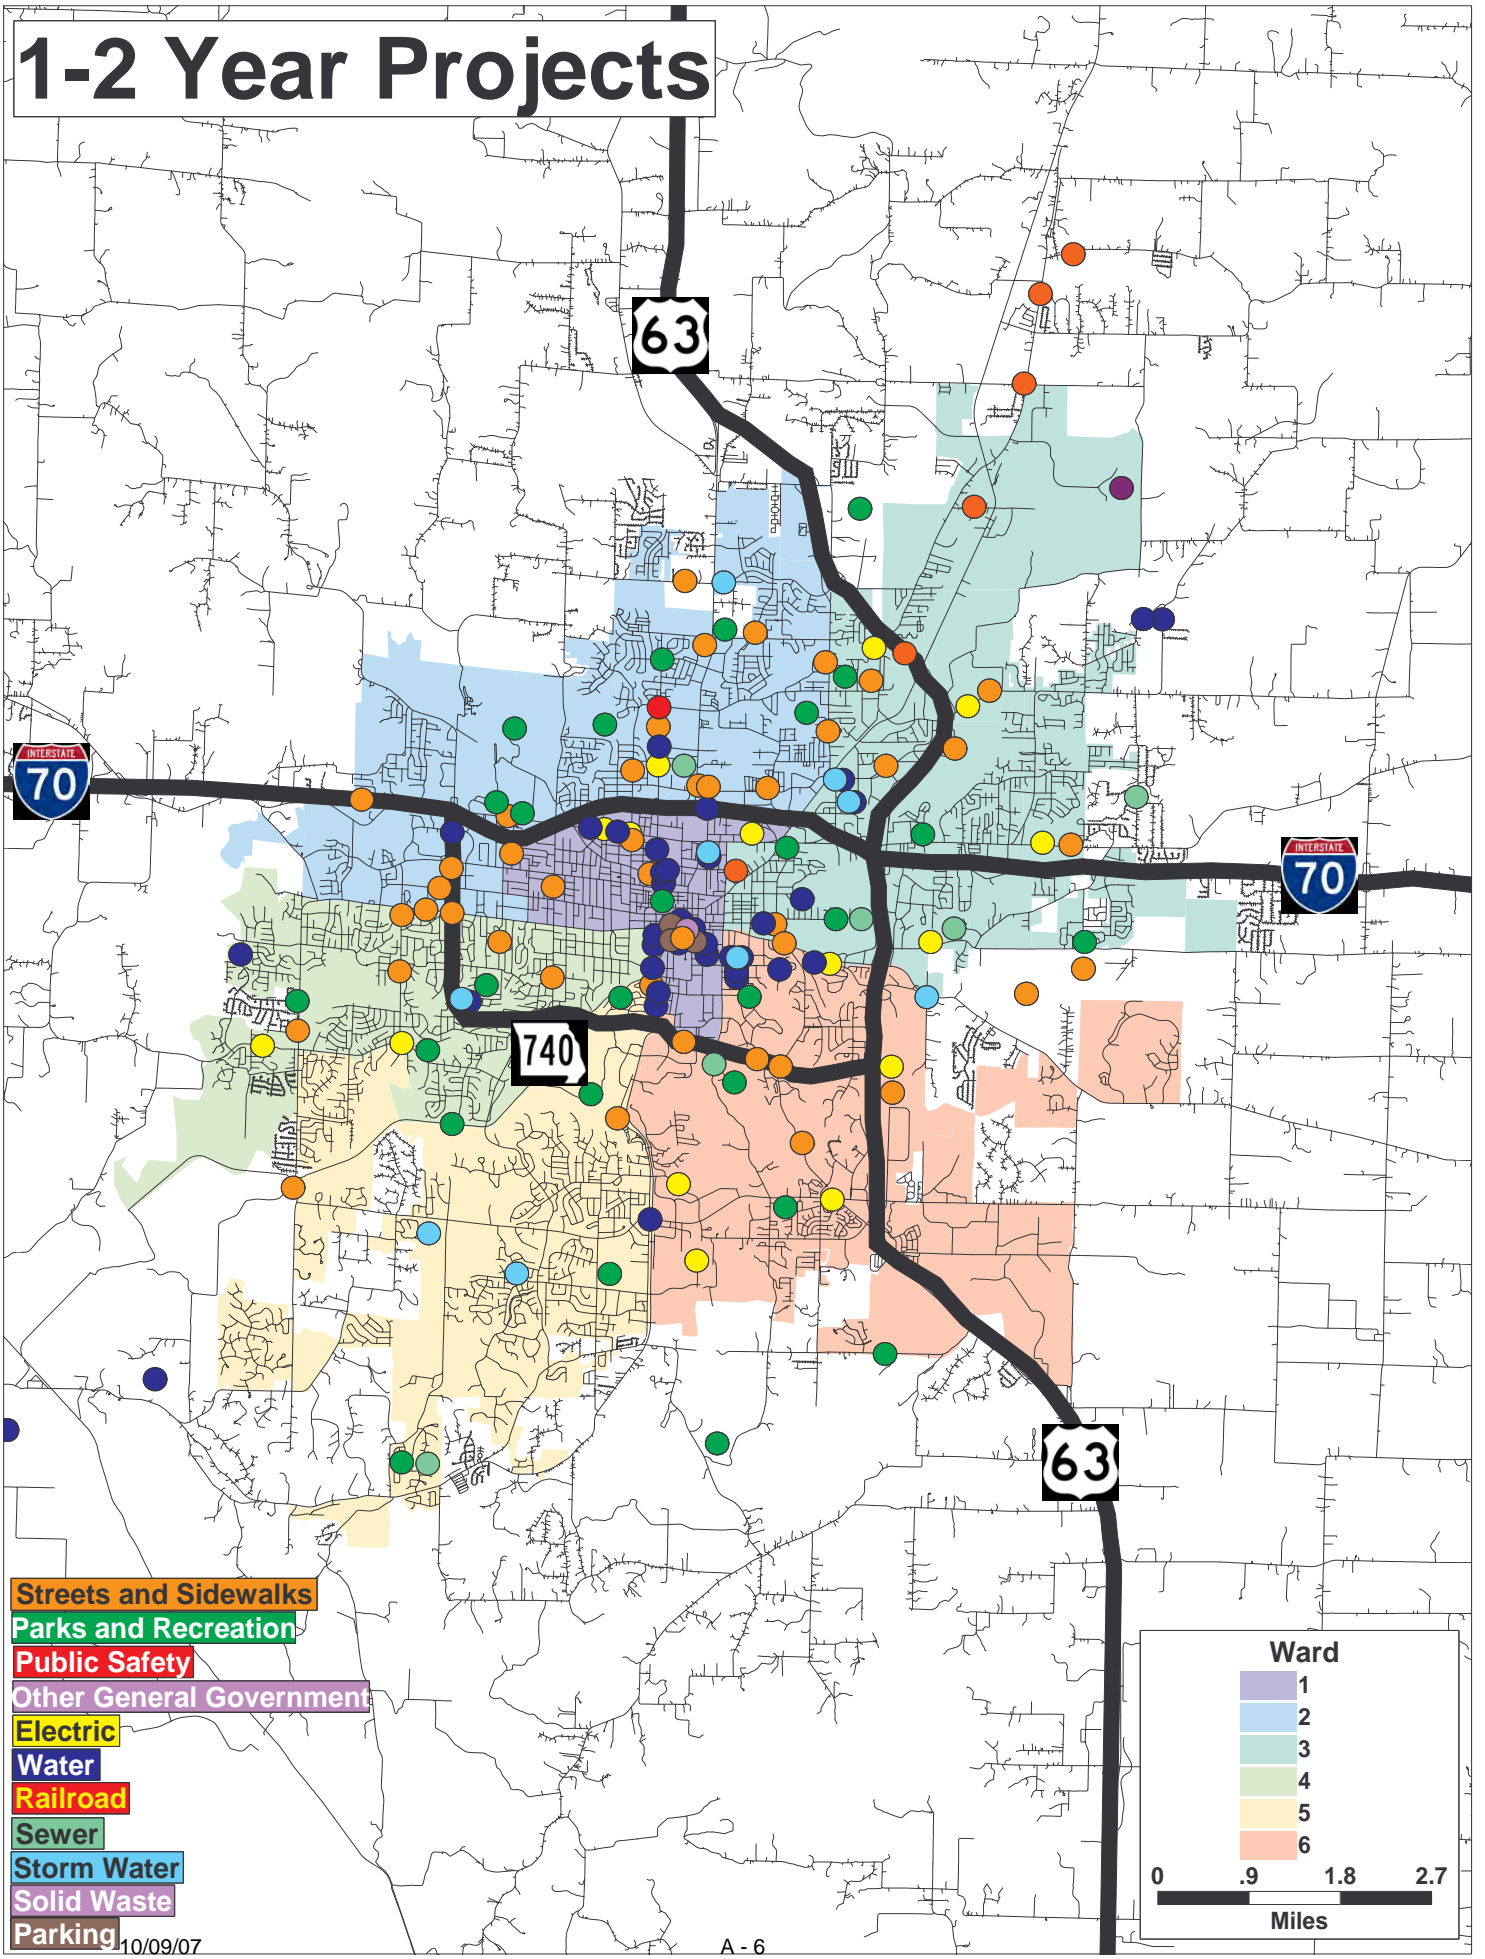 1-2 Year Projects
63
INTERSTATE
70
INTERSTATE
70
740
63
Streets and Sidewalks
Parks and Recreation
Public Safety
Other General Government
Electric
Water
Railroad
Sewer
Storm Water
Solid Waste
Parking
Ward
1
2
3
4
5
6
0 .9 1.8 2.7
Miles
10/09/07
A - 6